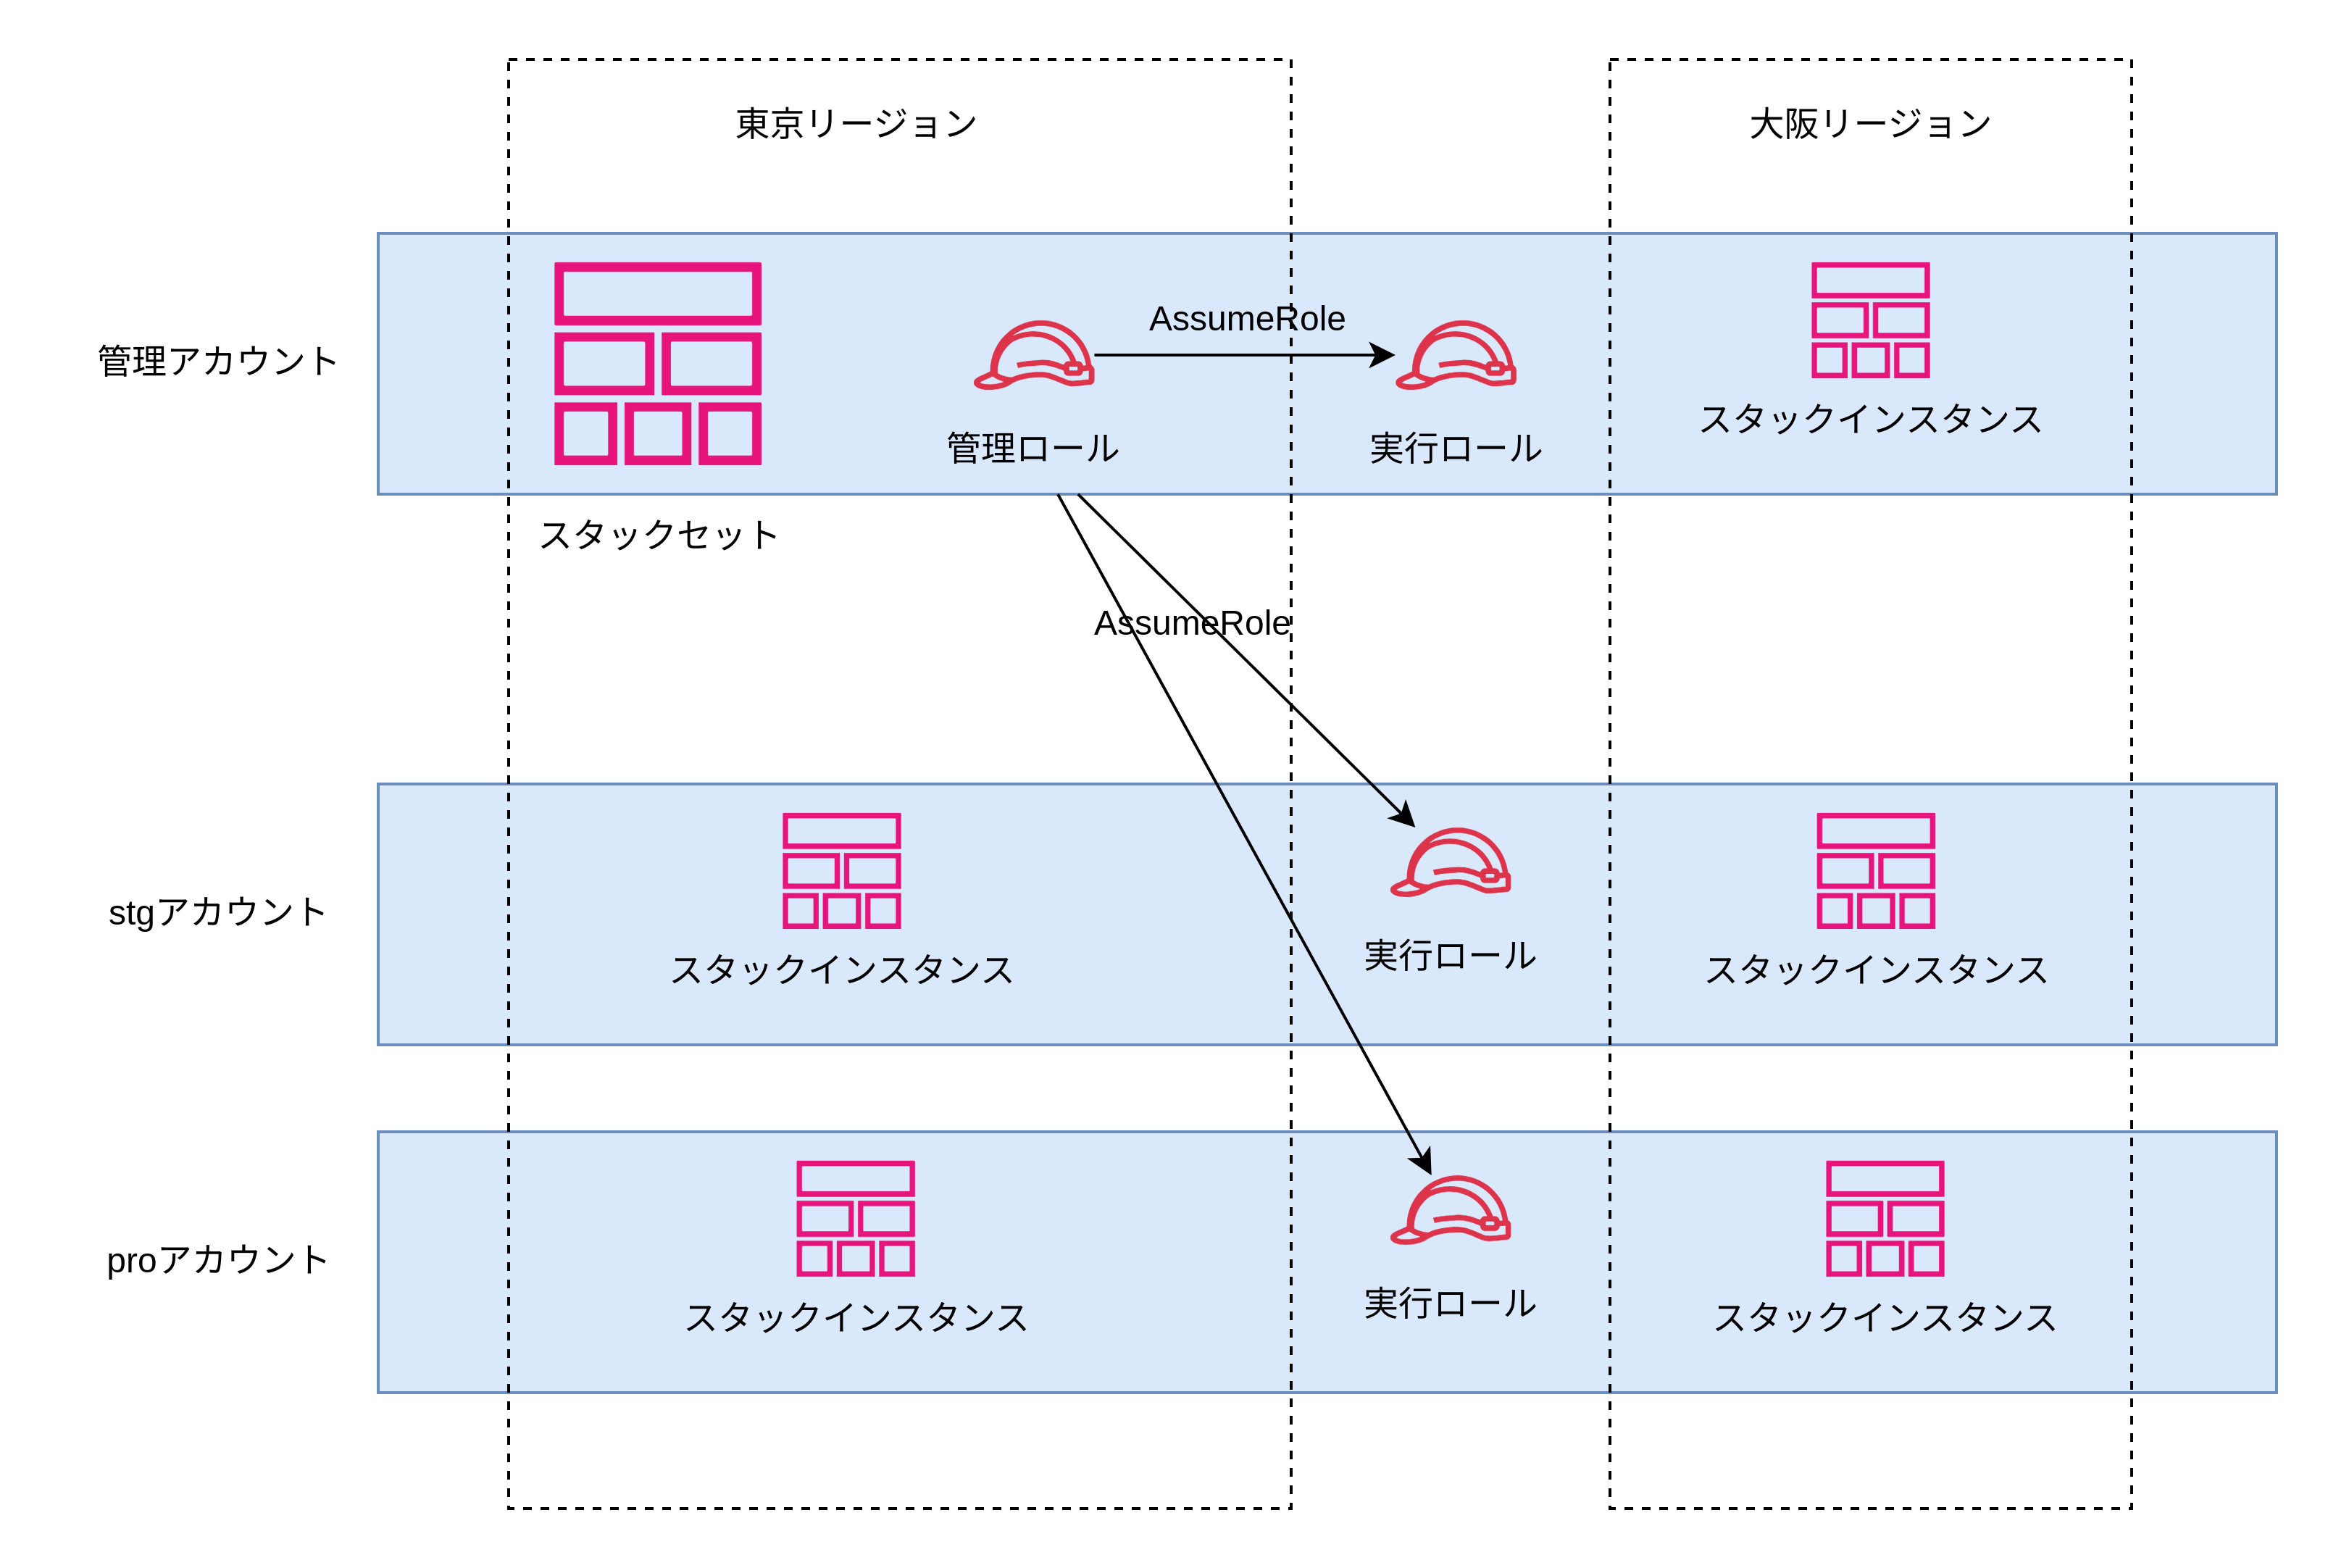 東京リージョン
大阪リージョン
管理アカウント
AssumeRole
管理ロール
実行ロール
スタックインスタンス
スタックセット
AssumeRole
stgアカウント
スタックインスタンス
実行ロール
スタックインスタンス
proアカウント
スタックインスタンス
実行ロール
スタックインスタンス